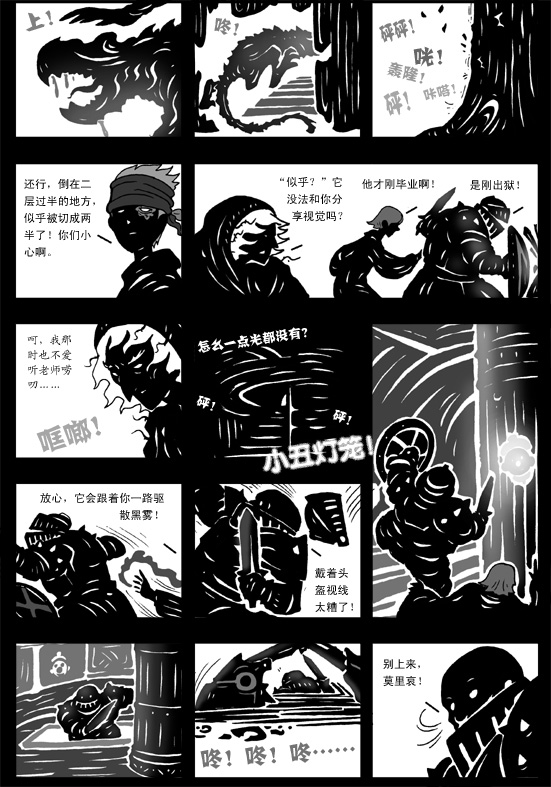 上!
咚!
砰砰!
咣!
轰隆!
砰!
咔嗒!
还行,倒在二
层过半的地方,
似乎被切成两
半了!你们小
心啊。
“似乎?”它
没法和你分
享视觉吗?
他才刚毕业啊!
是刚出狱!
呵,我那
时也不爱
听老师唠
叨……
哐啷!
怎么一点光都没有?
砰!
砰!
小丑灯笼!
放心,它会跟着你一路驱
散黑雾!
戴着头
盔视线
太糟了!
咚!咚!咚……
别上来,
莫里哀!